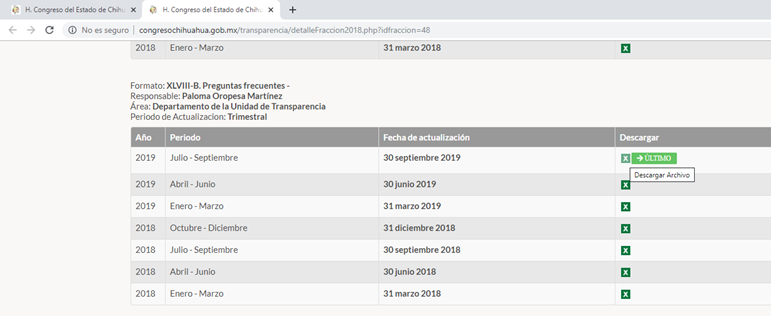 H. Congreso del Estado de Chihu
H. Congreso del Estado de Chihu
No es seguro | congresochihuahua.gob.mx/transparencia/detalleFraccion2018.php?idfraccion=48
2018 Enero - Marzo 31 marzo 2018 X
Formato: XLVIII-B. Preguntas frecuentes -
Responsable: Paloma Oropesa Martínez
Área: Departamento de la Unidad de Transparencia
Periodo de Actualizacion: Trimestral
Año Periodo Fecha de actualización Descargar
2019 Julio - Septiembre 30 septiembre 2019 X ÚLTIMO
Descargar Archivo
2019 Abril - Junio 30 junio 2019 X
2019 Enero - Marzo 31 marzo 2019 X
2018 Octubre - Diciembre 31 diciembre 2018 X
2018 Julio - Septiembre 30 septiembre 2018 X
2018 Abril - Junio 30 junio 2018 X
2018 Enero - Marzo 31 marzo 2018 X